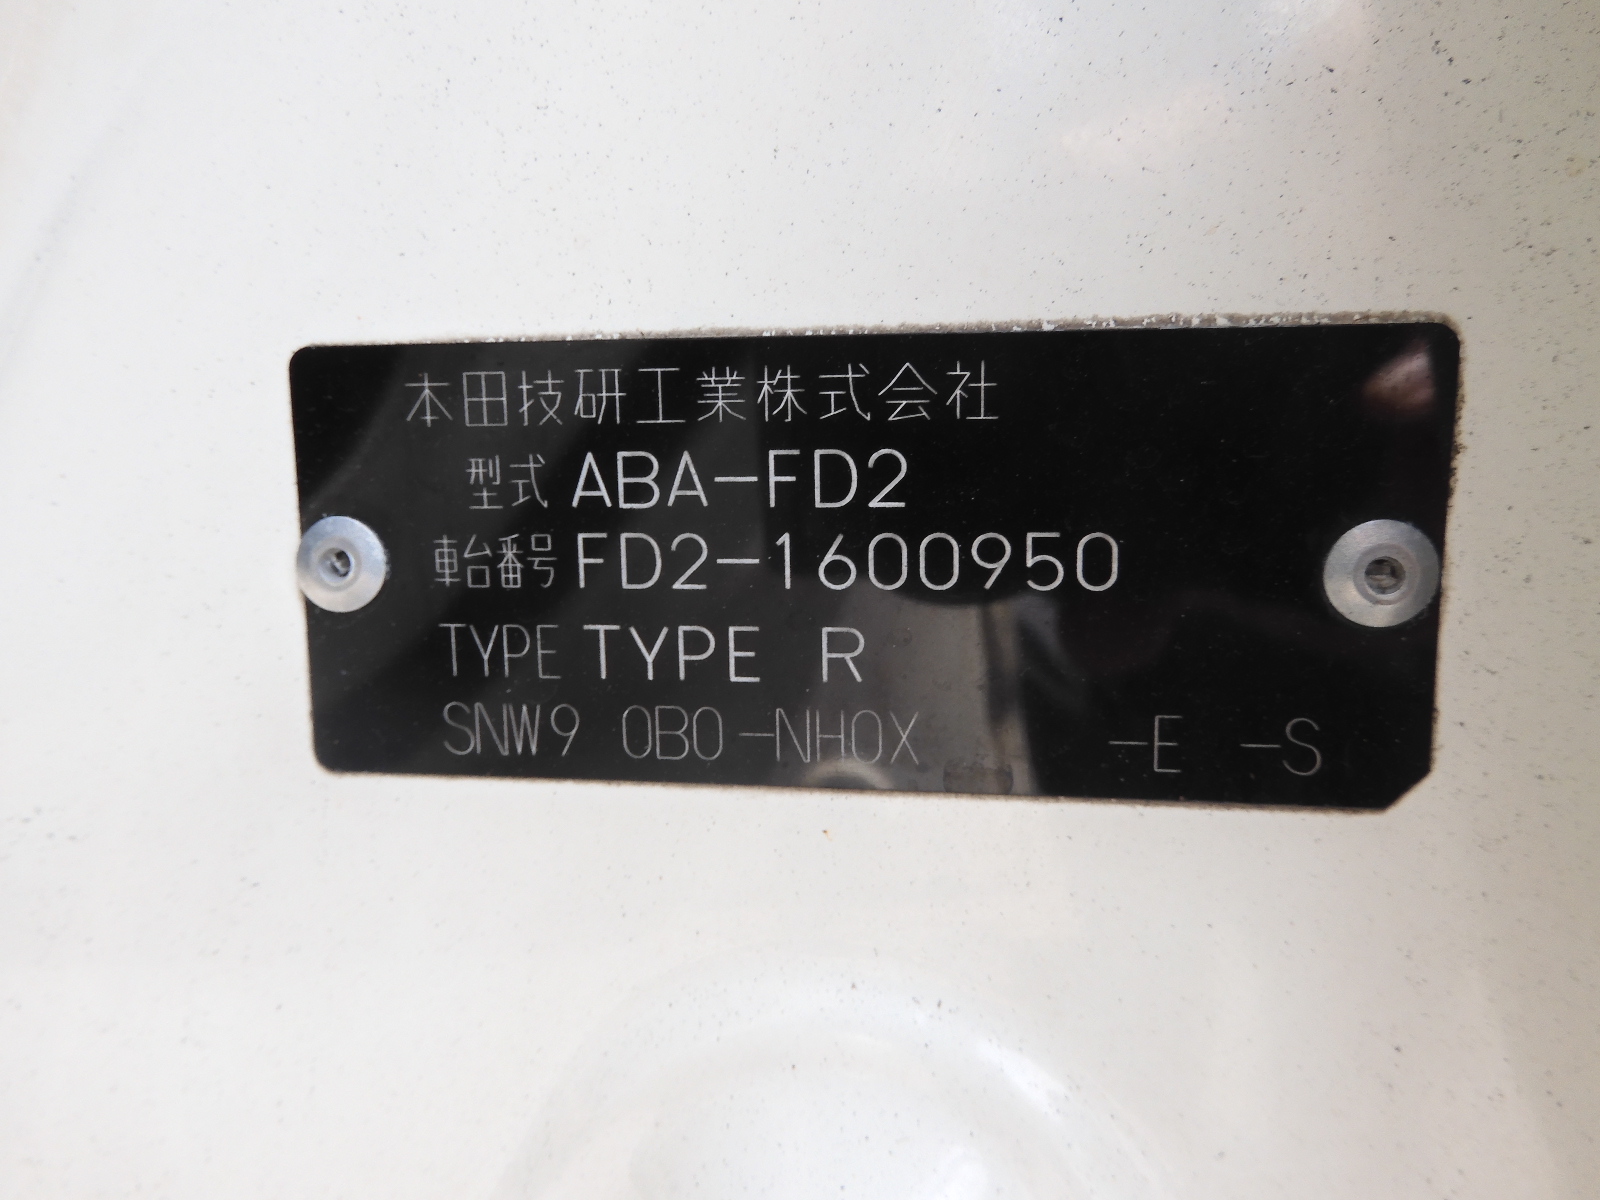 本田技研工業株式会社
型式 ABA-FD2
車台番号 FD2-1600950
TYPE TYPE R
SNW9 0B0-NH0X -E -S